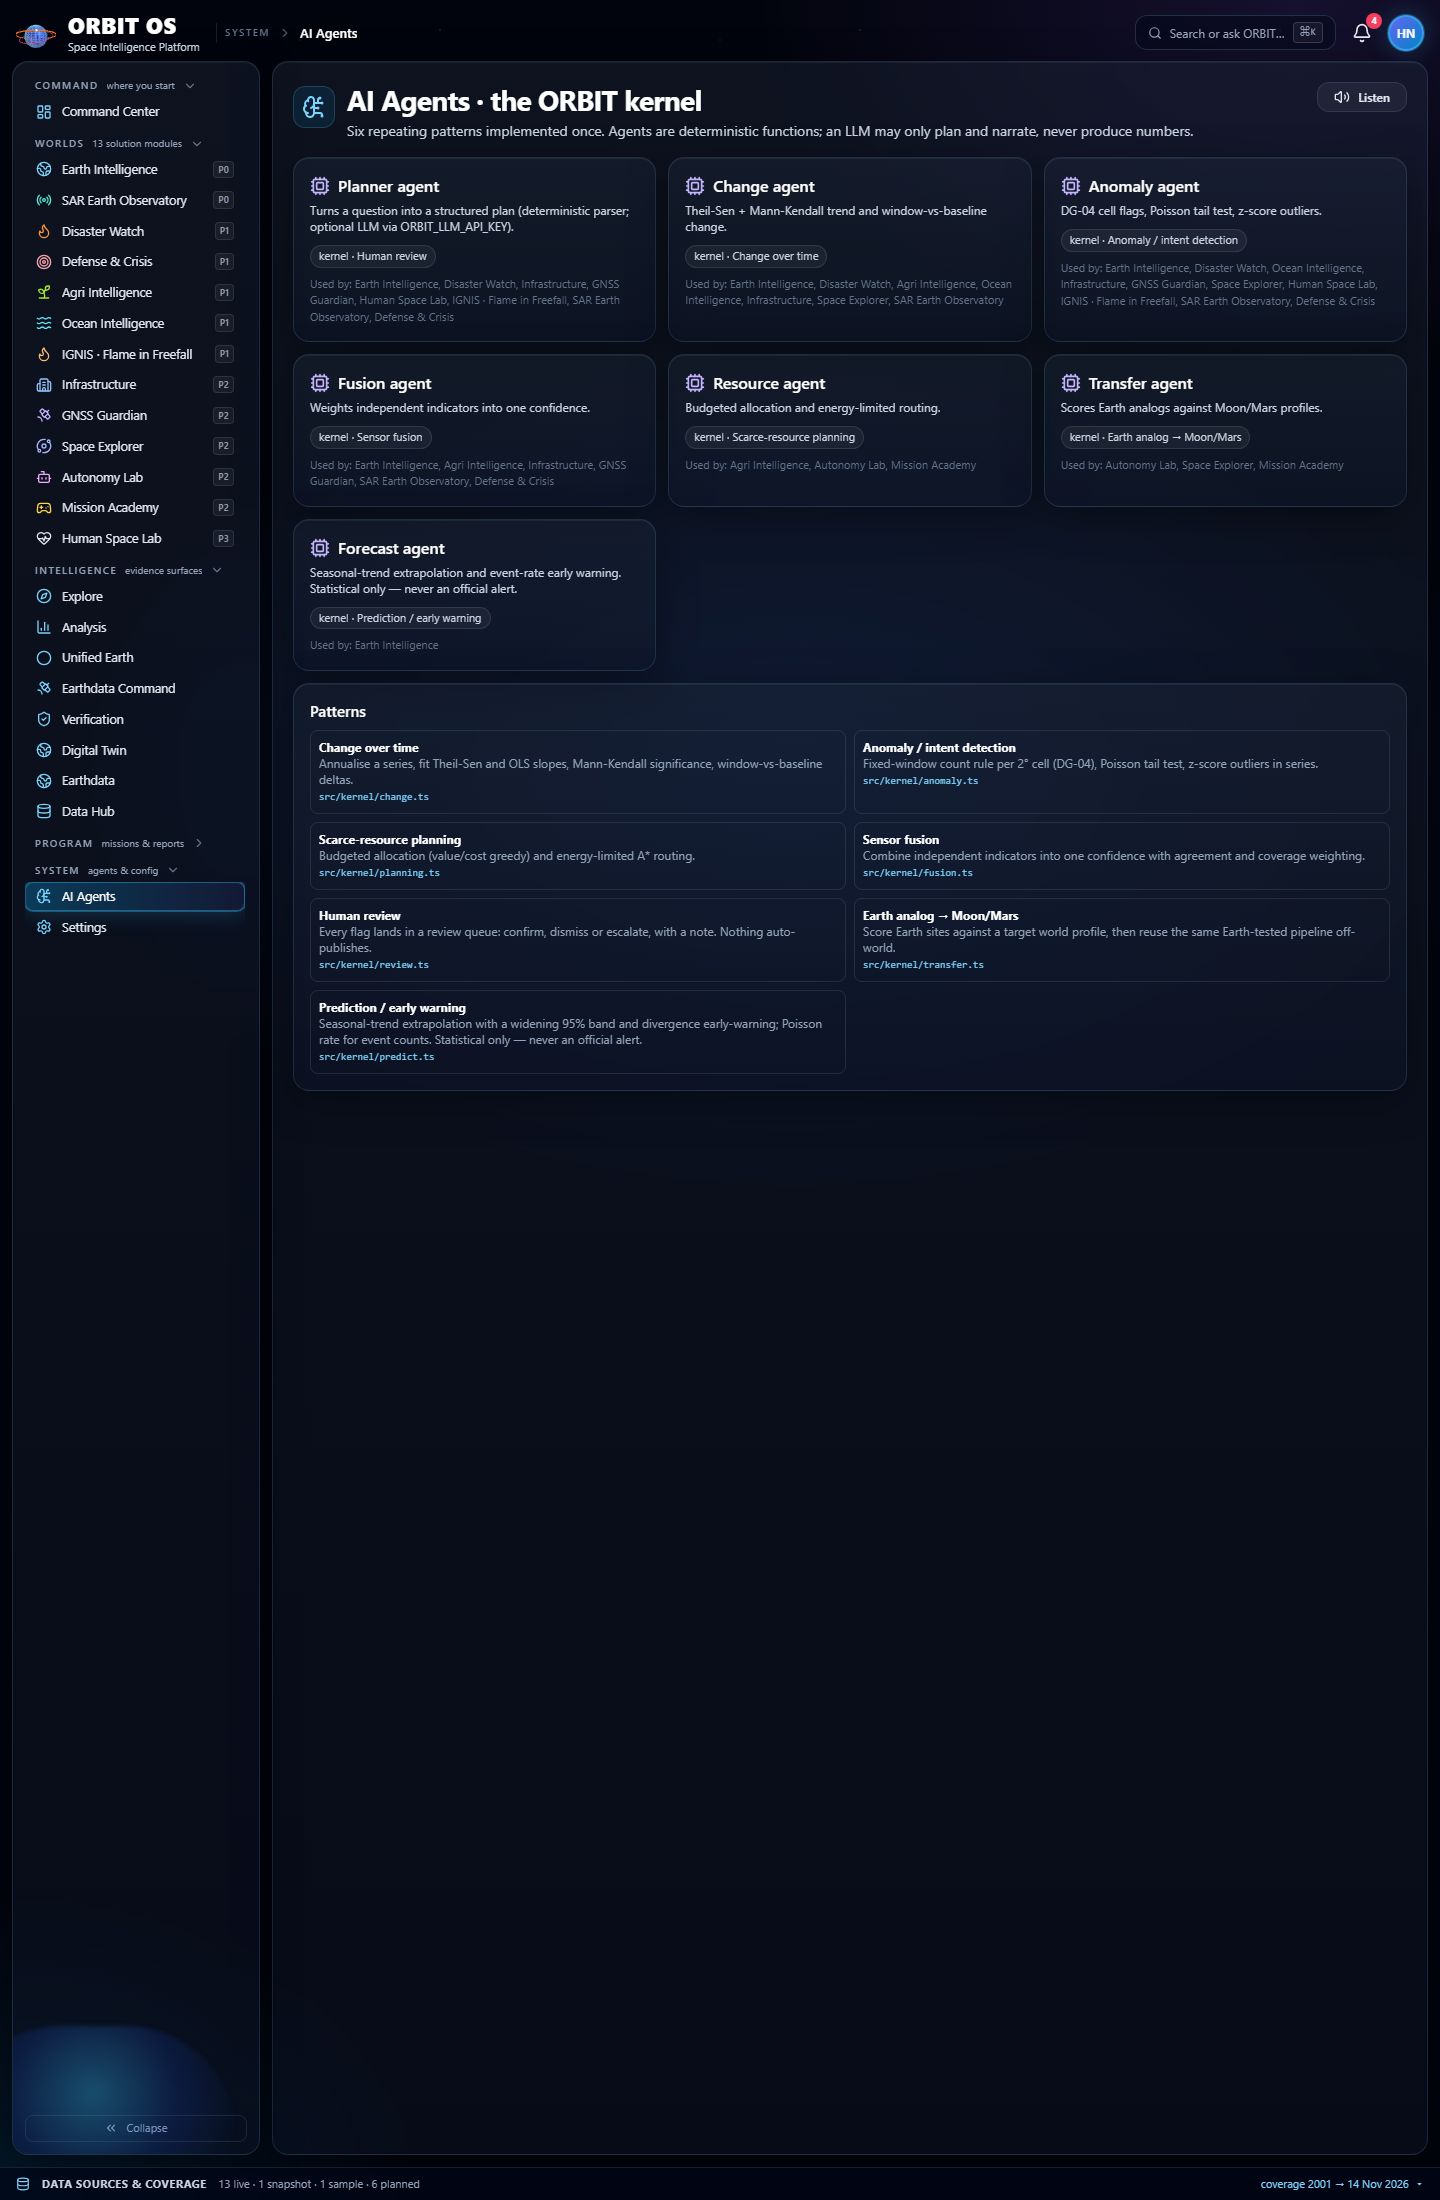 ORBIT OS
Space Intelligence Platform
SYSTEM > AI Agents
Search or ask ORBIT... ⌘K
4
HN
COMMAND where you start
Command Center
WORLDS 13 solution modules
Earth Intelligence P0
SAR Earth Observatory P0
Disaster Watch P1
Defense & Crisis P1
Agri Intelligence P1
Ocean Intelligence P1
IGNIS · Flame in Freefall P1
Infrastructure P2
GNSS Guardian P2
Space Explorer P2
Autonomy Lab P2
Mission Academy P2
Human Space Lab P3
INTELLIGENCE evidence surfaces
Explore
Analysis
Unified Earth
Earthdata Command
Verification
Digital Twin
Earthdata
Data Hub
PROGRAM missions & reports
SYSTEM agents & config
AI Agents
Settings
Collapse
AI Agents · the ORBIT kernel
Six repeating patterns implemented once. Agents are deterministic functions; an LLM may only plan and narrate, never produce numbers.
Listen
Planner agent
Turns a question into a structured plan (deterministic parser;
optional LLM via ORBIT_LLM_API_KEY).
kernel · Human review
Used by: Earth Intelligence, Disaster Watch, Infrastructure, GNSS
Guardian, Human Space Lab, IGNIS · Flame in Freefall, SAR Earth
Observatory, Defense & Crisis
Change agent
Theil-Sen + Mann-Kendall trend and window-vs-baseline
change.
kernel · Change over time
Used by: Earth Intelligence, Disaster Watch, Agri Intelligence, Ocean
Intelligence, Infrastructure, Space Explorer, SAR Earth Observatory
Anomaly agent
DG-04 cell flags, Poisson tail test, z-score outliers.
kernel · Anomaly / intent detection
Used by: Earth Intelligence, Disaster Watch, Ocean Intelligence,
Infrastructure, GNSS Guardian, Space Explorer, Human Space Lab,
IGNIS · Flame in Freefall, SAR Earth Observatory, Defense & Crisis
Fusion agent
Weights independent indicators into one confidence.
kernel · Sensor fusion
Used by: Earth Intelligence, Agri Intelligence, Infrastructure, GNSS
Guardian, SAR Earth Observatory, Defense & Crisis
Resource agent
Budgeted allocation and energy-limited routing.
kernel · Scarce-resource planning
Used by: Agri Intelligence, Autonomy Lab, Mission Academy
Transfer agent
Scores Earth analogs against Moon/Mars profiles.
kernel · Earth analog → Moon/Mars
Used by: Autonomy Lab, Space Explorer, Mission Academy
Forecast agent
Seasonal-trend extrapolation and event-rate early warning.
Statistical only — never an official alert.
kernel · Prediction / early warning
Used by: Earth Intelligence
Patterns
Change over time
Annualise a series, fit Theil-Sen and OLS slopes, Mann-Kendall significance, window-vs-baseline
deltas.
src/kernel/change.ts
Anomaly / intent detection
Fixed-window count rule per 2° cell (DG-04), Poisson tail test, z-score outliers in series.
src/kernel/anomaly.ts
Scarce-resource planning
Budgeted allocation (value/cost greedy) and energy-limited A* routing.
src/kernel/planning.ts
Sensor fusion
Combine independent indicators into one confidence with agreement and coverage weighting.
src/kernel/fusion.ts
Human review
Every flag lands in a review queue: confirm, dismiss or escalate, with a note. Nothing auto-
publishes.
src/kernel/review.ts
Earth analog → Moon/Mars
Score Earth sites against a target world profile, then reuse the same Earth-tested pipeline off-
world.
src/kernel/transfer.ts
Prediction / early warning
Seasonal-trend extrapolation with a widening 95% band and divergence early-warning; Poisson
rate for event counts. Statistical only — never an official alert.
src/kernel/predict.ts
DATA SOURCES & COVERAGE 13 live · 1 snapshot · 1 sample · 6 planned
coverage 2001 → 14 Nov 2026